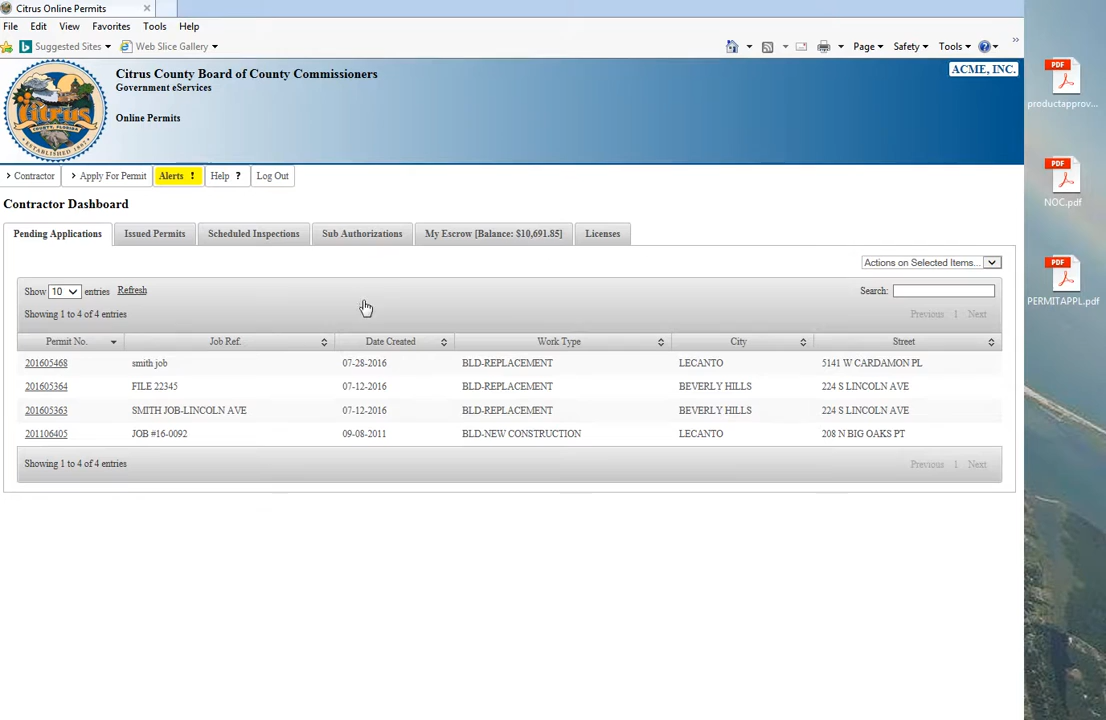 Citrus Online Permits
File Edit View Favorites Tools Help
Suggested Sites Web Slice Gallery Page Safety Tools
Citrus County Board of County Commissioners
Government eServices
Online Permits
ACME, INC.
Citrus
COUNTY, FLORIDA
ESTABLISHED 1887
Contractor Apply For Permit Alerts ! Help ? Log Out
Contractor Dashboard
Pending Applications Issued Permits Scheduled Inspections Sub Authorizations My Escrow [Balance: $10,691.85] Licenses
Actions on Selected Items...
Show 10 entries Refresh Search:
Showing 1 to 4 of 4 entries Previous 1 Next
Permit No. Job Ref. Date Created Work Type City Street
201605468 smith job 07-28-2016 BLD-REPLACEMENT LECANTO 5141 W CARDAMON PL
201605364 FILE 22345 07-12-2016 BLD-REPLACEMENT BEVERLY HILLS 224 S LINCOLN AVE
201605363 SMITH JOB-LINCOLN AVE 07-12-2016 BLD-REPLACEMENT BEVERLY HILLS 224 S LINCOLN AVE
201106405 JOB #16-0092 09-08-2011 BLD-NEW CONSTRUCTION LECANTO 208 N BIG OAKS PT
Showing 1 to 4 of 4 entries Previous 1 Next
PDF
productapprov...
PDF
NOC.pdf
PDF
PERMITAPPL.pdf